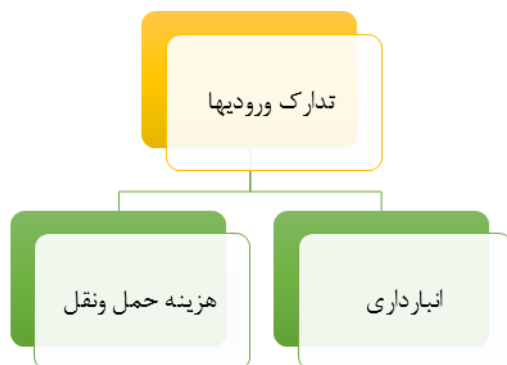 تدارک ورودیها
انبارداری
هزینه حمل ونقل